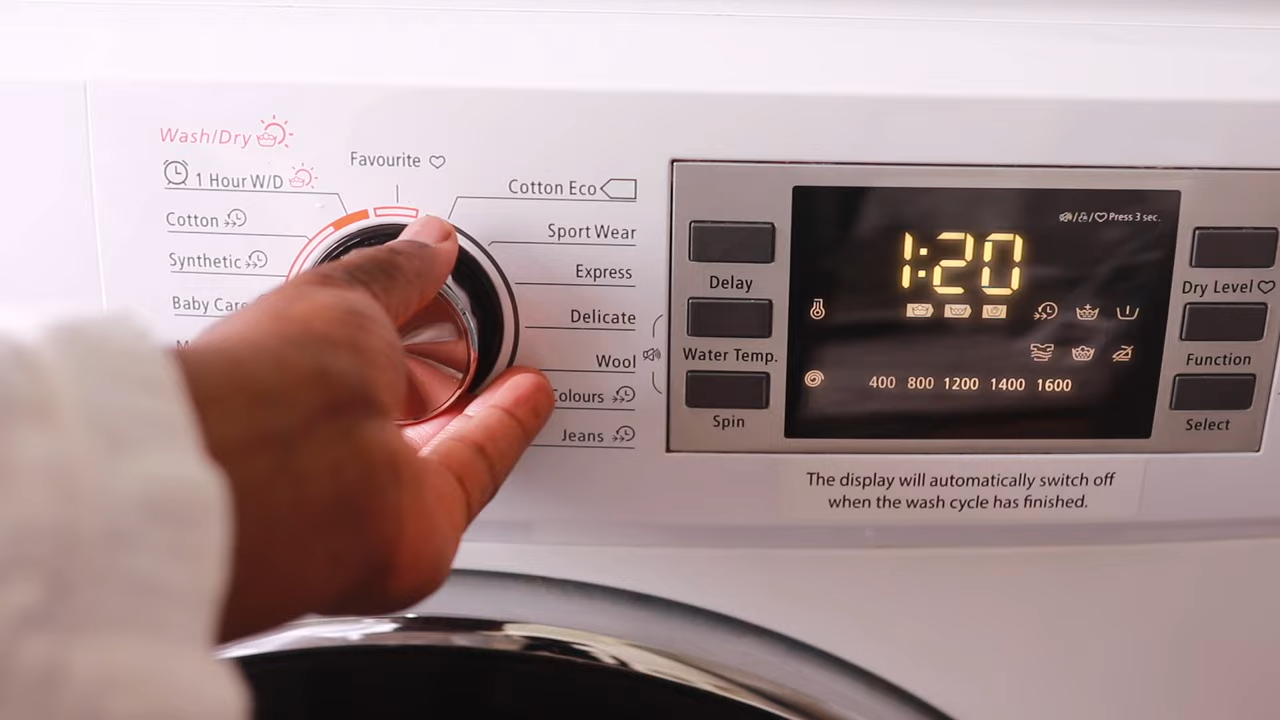 Wash/Dry
Favourite
1 Hour W/D
Cotton
Synthetic
Baby Care
Cotton Eco
Sport Wear
Express
Delicate
Wool
Colours
Jeans
Delay
Water Temp.
Spin
Press 3 sec.
1:20
400 800 1200 1400 1600
Dry Level
Function
Select
The display will automatically switch off
when the wash cycle has finished.